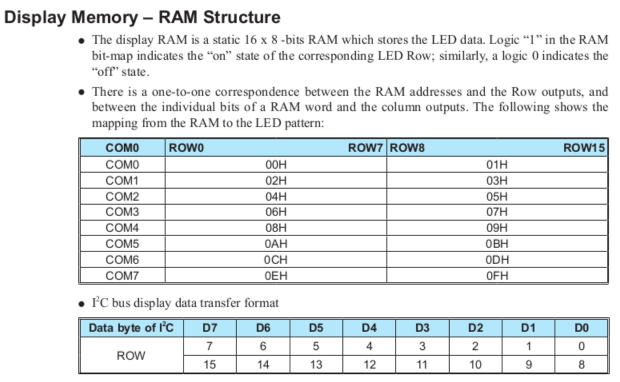 Display Memory – RAM Structure
• The display RAM is a static 16 x 8 -bits RAM which stores the LED data. Logic “1” in the RAM
bit-map indicates the “on” state of the corresponding LED Row; similarly, a logic 0 indicates the
“off” state.
• There is a one-to-one correspondence between the RAM addresses and the Row outputs, and
between the individual bits of a RAM word and the column outputs. The following shows the
mapping from the RAM to the LED pattern:
COM0 ROW0 ROW7 ROW8 ROW15
COM0 00H 01H
COM1 02H 03H
COM2 04H 05H
COM3 06H 07H
COM4 08H 09H
COM5 0AH 0BH
COM6 0CH 0DH
COM7 0EH 0FH
• I²C bus display data transfer format
Data byte of I²C D7 D6 D5 D4 D3 D2 D1 D0
ROW 7 6 5 4 3 2 1 0
15 14 13 12 11 10 9 8